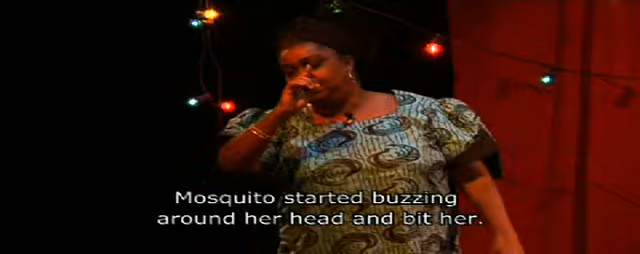 Mosquito started buzzing
around her head and bit her.